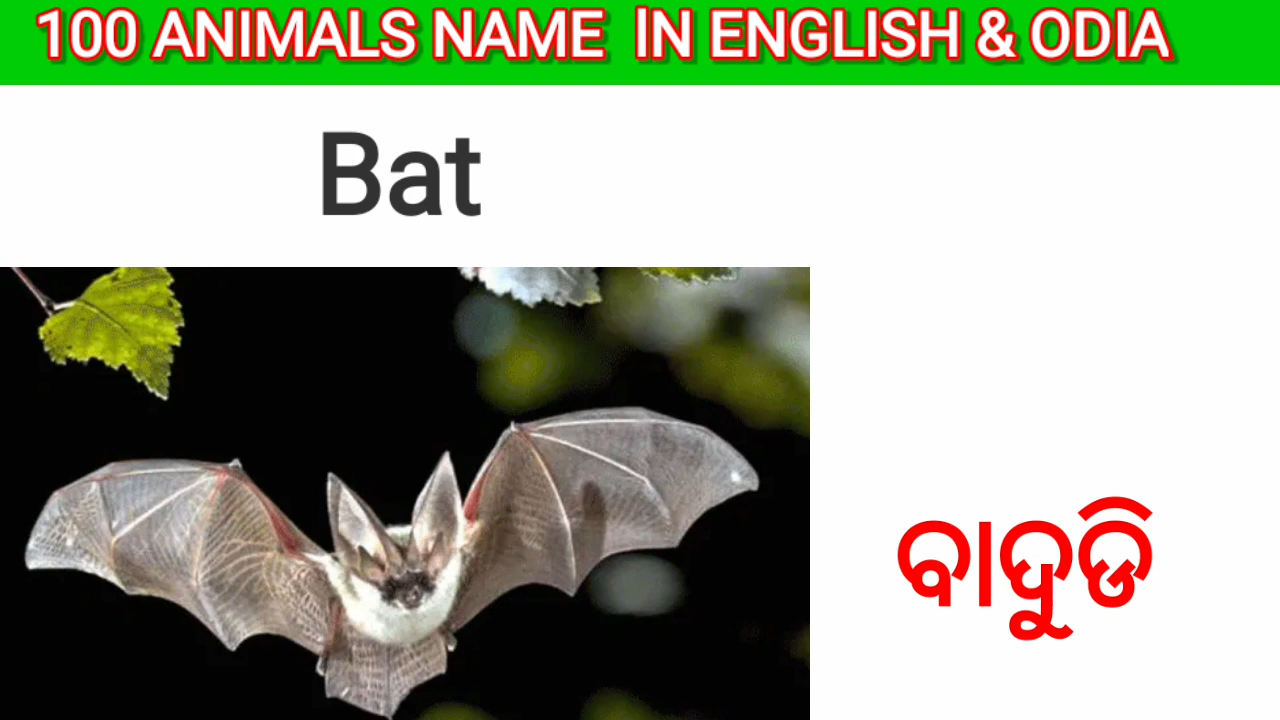 100 ANIMALS NAME IN ENGLISH & ODIA
Bat
ବାଦୁଡି